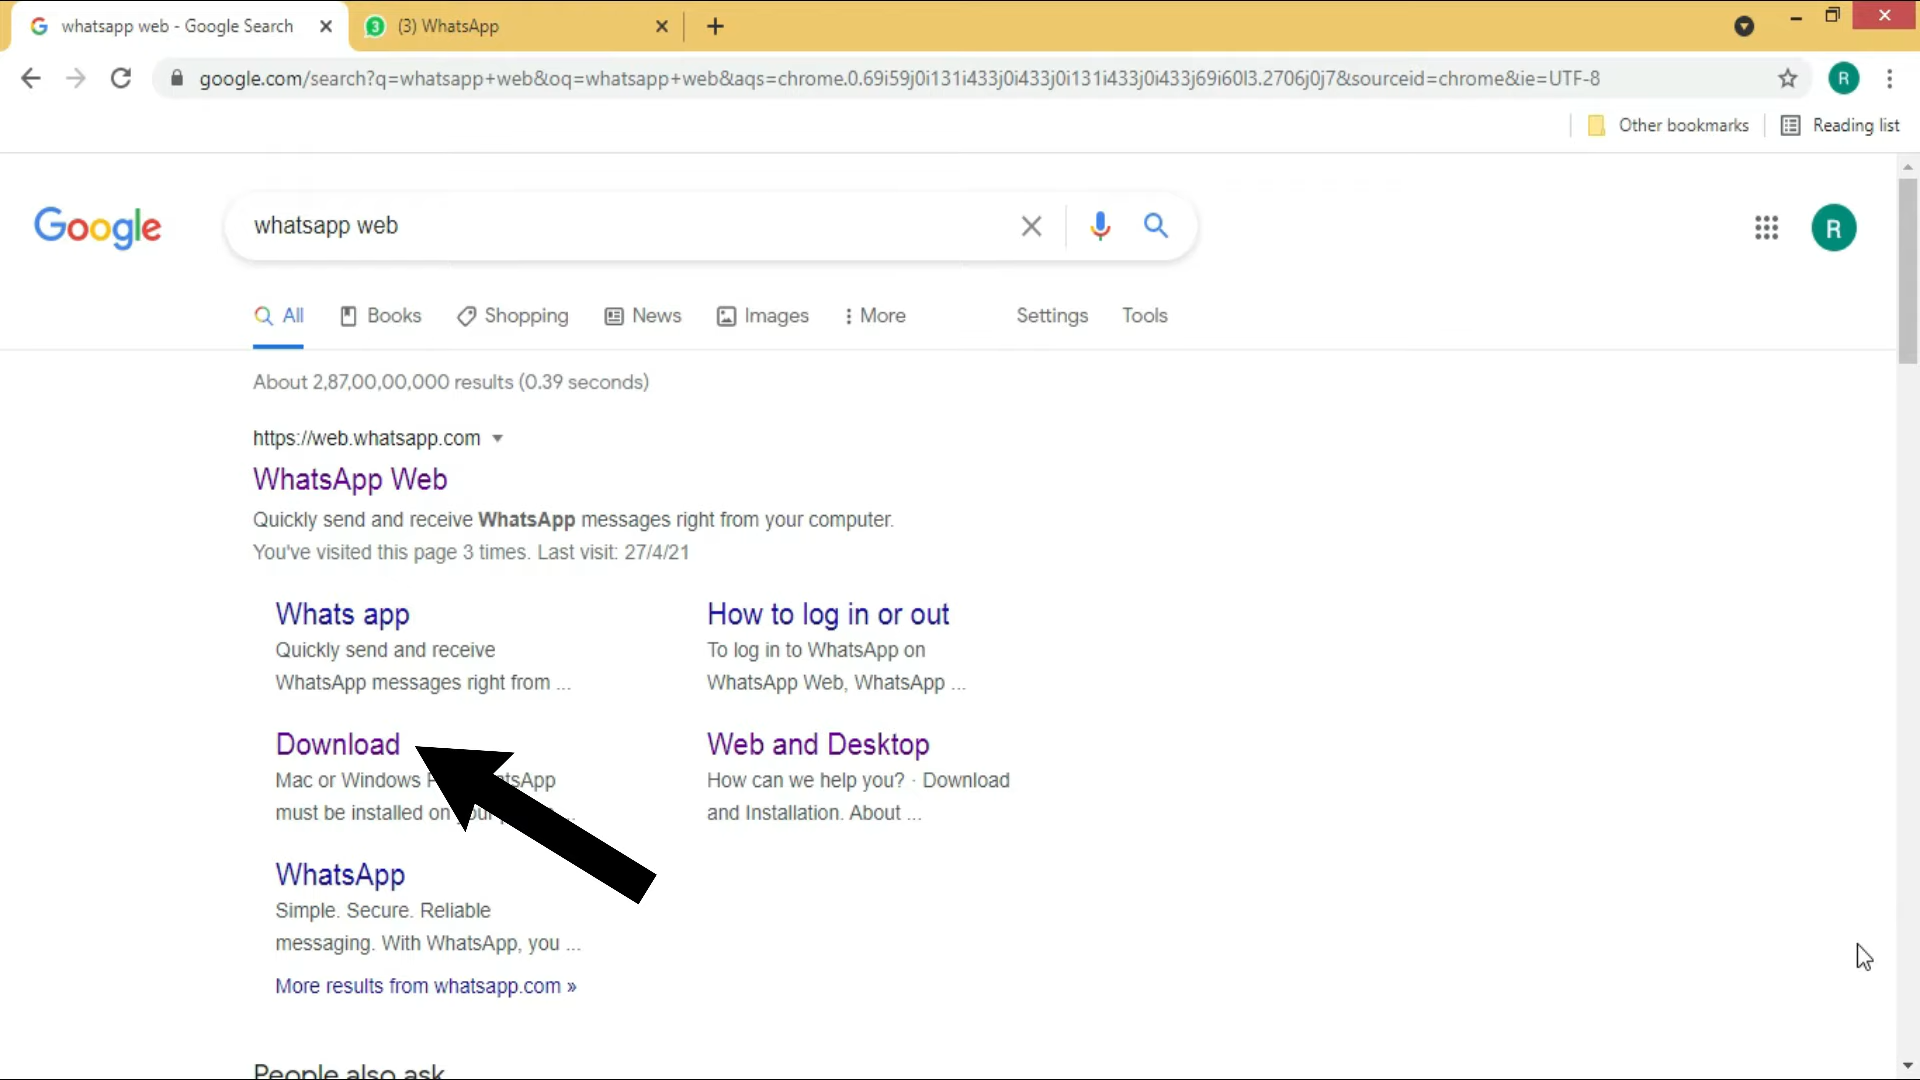 whatsapp web - Google Search
3 (3) WhatsApp
google.com/search?q=whatsapp+web&oq=whatsapp+web&aqs=chrome.0.69i59j0i131i433j0i433j0i131i433j0i433j69i60l3.2706j0j7&sourceid=chrome&ie=UTF-8
R
Other bookmarks
Reading list
Google
whatsapp web
R
All Books Shopping News Images More Settings Tools
About 2,87,00,00,000 results (0.39 seconds)
https://web.whatsapp.com
WhatsApp Web
Quickly send and receive WhatsApp messages right from your computer.
You've visited this page 3 times. Last visit: 27/4/21
Whats app
Quickly send and receive
WhatsApp messages right from ...
How to log in or out
To log in to WhatsApp on
WhatsApp Web, WhatsApp ...
Download
Mac or Windows
must be installed on
Web and Desktop
How can we help you? · Download
and Installation. About ...
WhatsApp
Simple. Secure. Reliable
messaging. With WhatsApp, you ...
More results from whatsapp.com »
People also ask